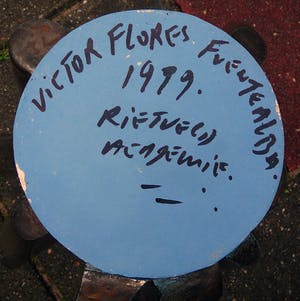 VICTOR FLORES FUENTEALBA.
1999.
RIETVELD
ACADEMIE.